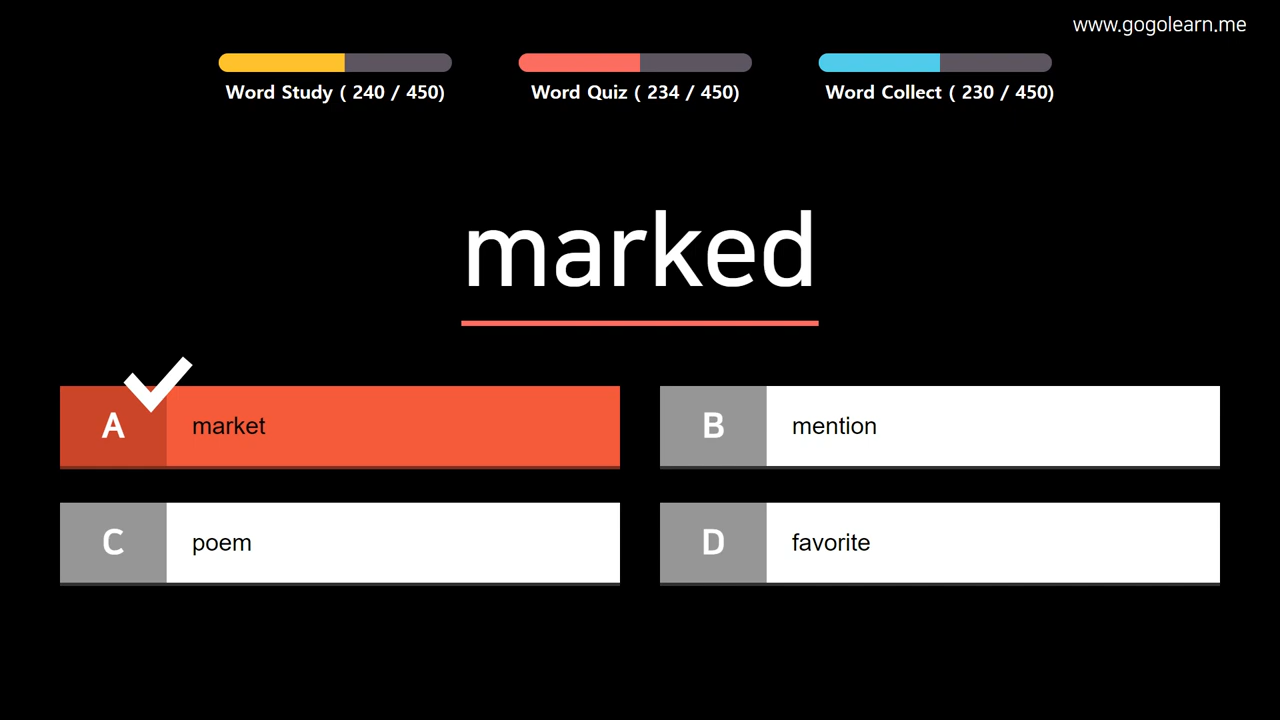 www.gogolearn.me
Word Study ( 240 / 450)
Word Quiz ( 234 / 450)
Word Collect ( 230 / 450)
marked
A market
B mention
C poem
D favorite